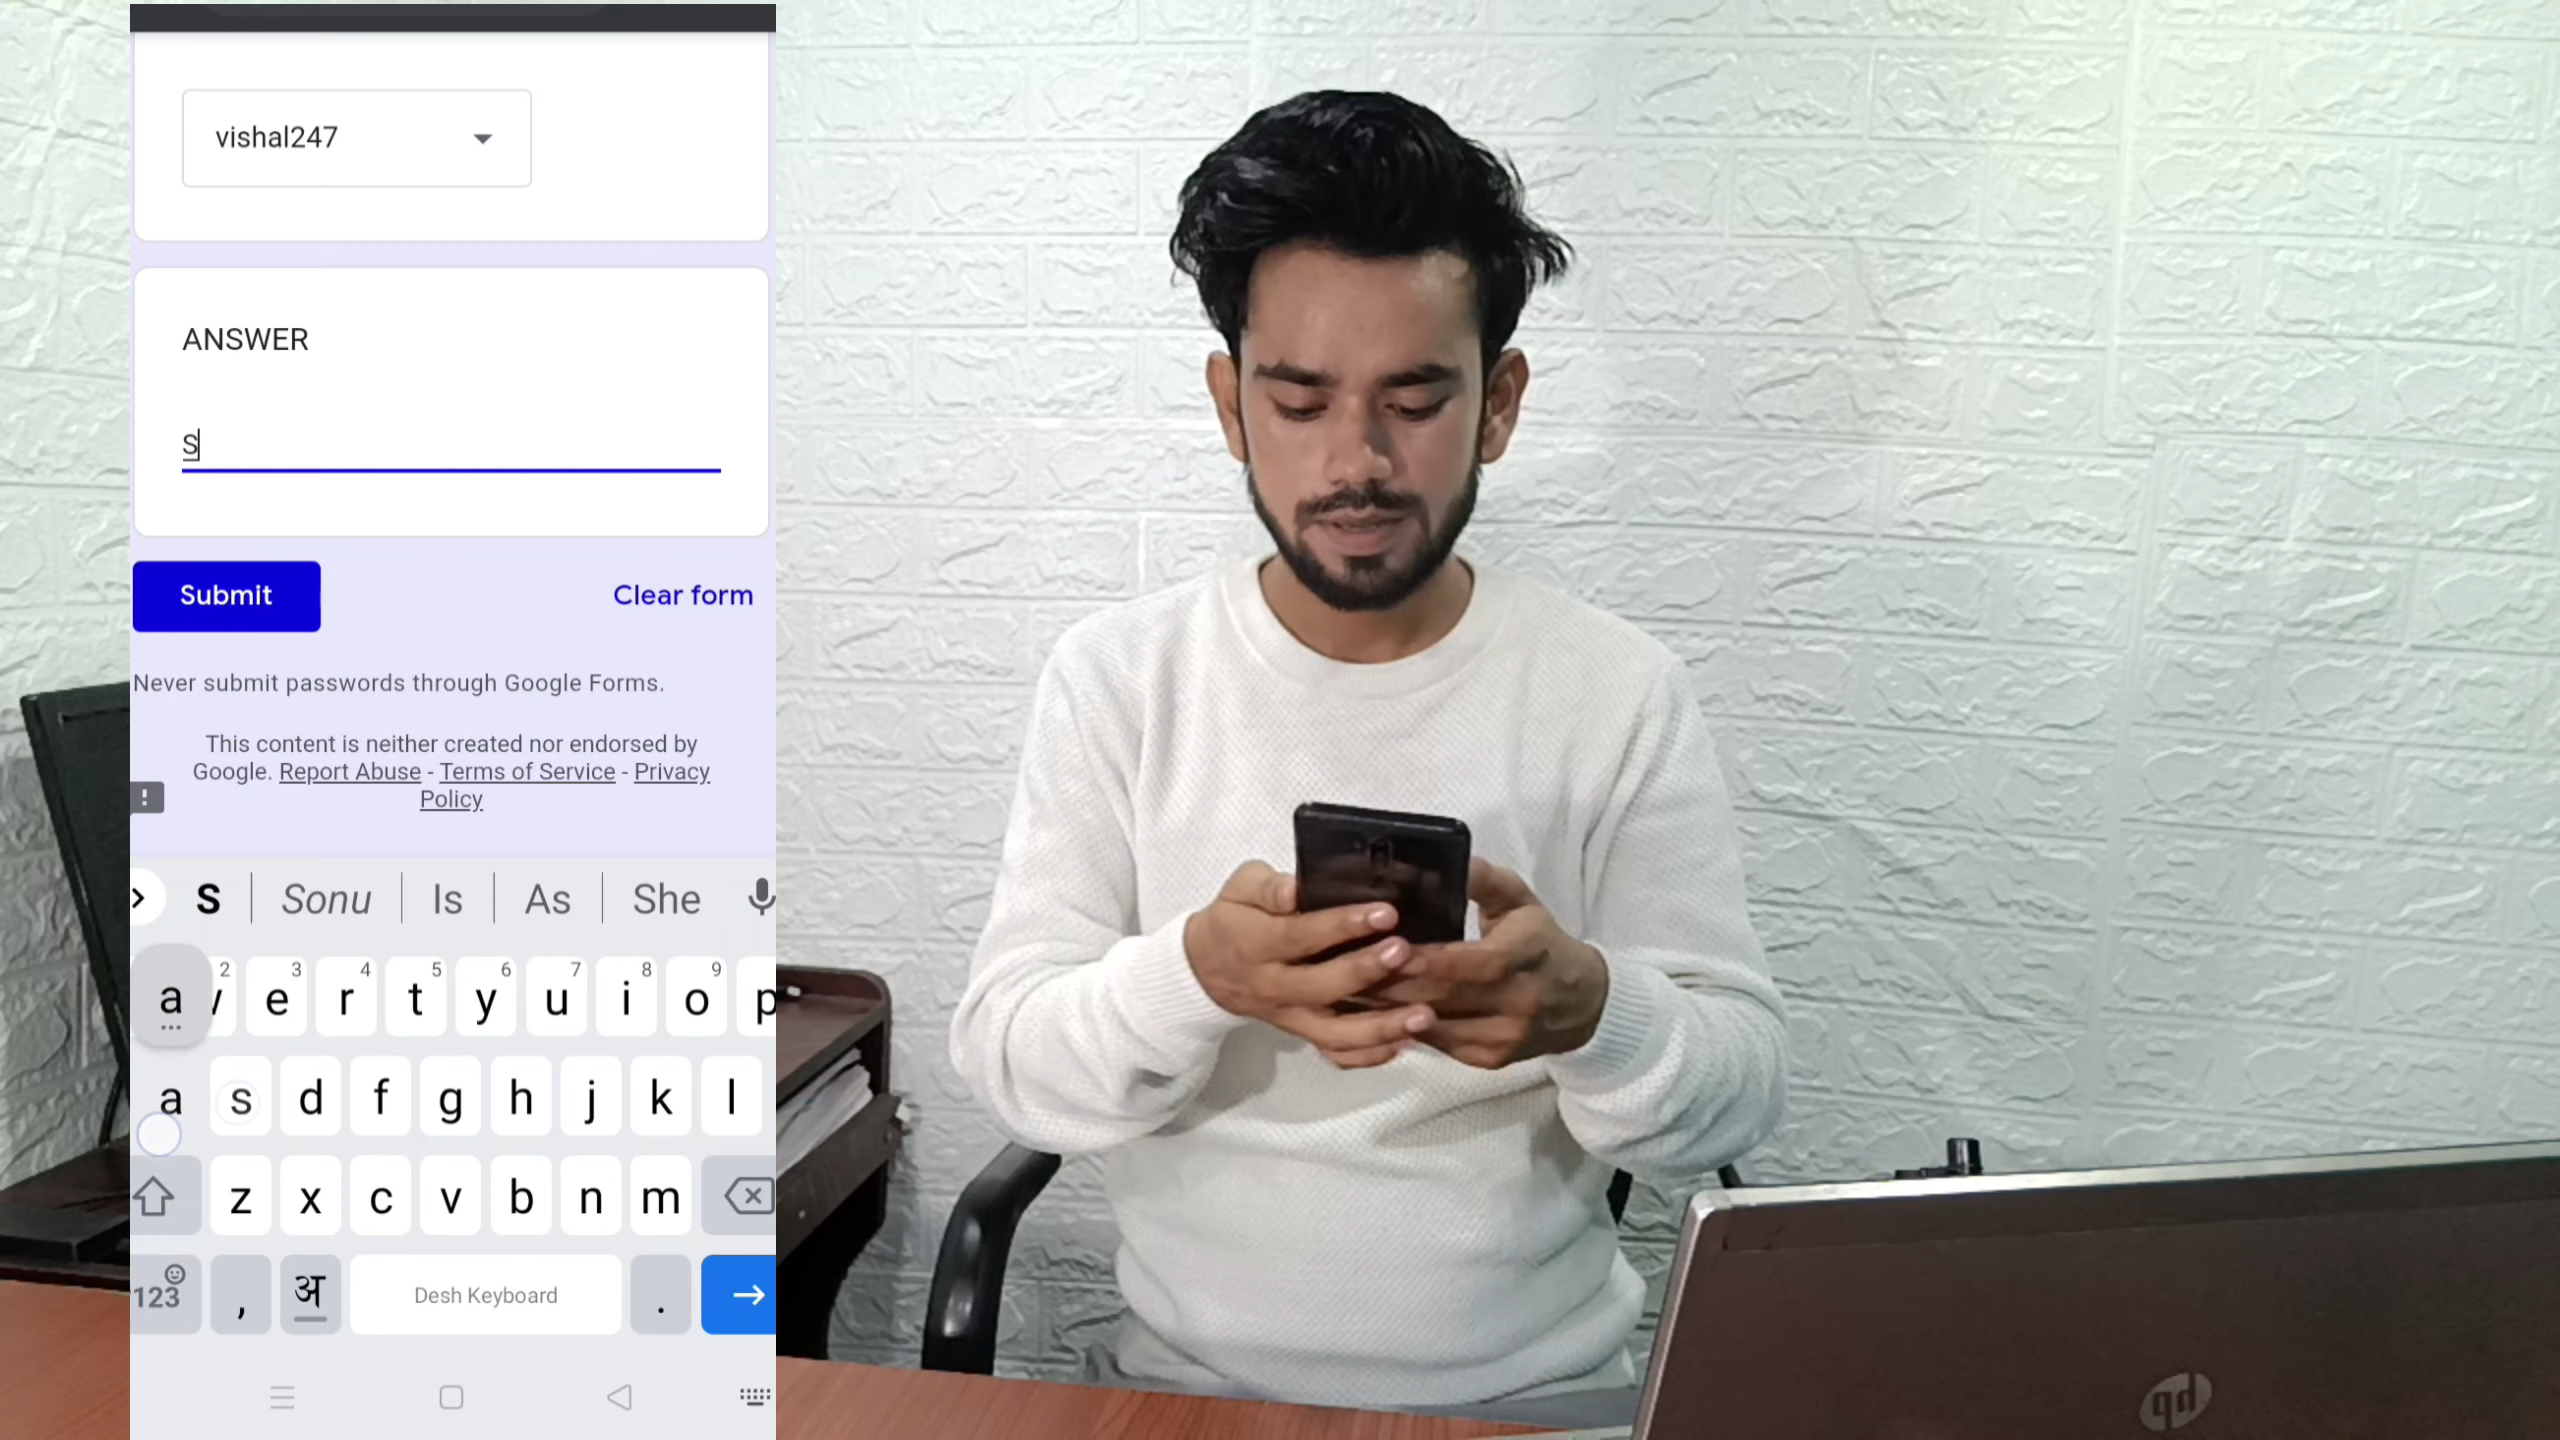 vishal247
ANSWER
S
Submit
Clear form
Never submit passwords through Google Forms.
This content is neither created nor endorsed by
Google. Report Abuse - Terms of Service - Privacy
Policy
!
S Sonu Is As She
a 2 e 3 r 4 t 5 y 6 u 7 i 8 o 9 p
a s d f g h j k l
z x c v b n m
123 , अ Desh Keyboard .
hp